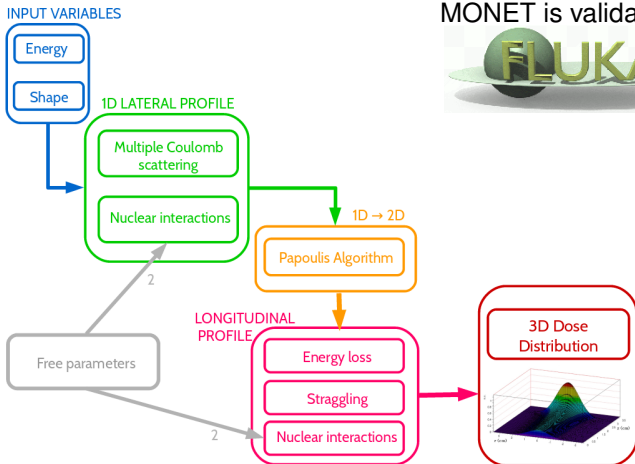 INPUT VARIABLES
Energy
Shape
MONET is valida
FLUKA
1D LATERAL PROFILE
Multiple Coulomb
scattering
Nuclear interactions
1D → 2D
Papoulis Algorithm
2
Free parameters
2
LONGITUDINAL
PROFILE
Energy loss
Straggling
Nuclear interactions
3D Dose
Distribution